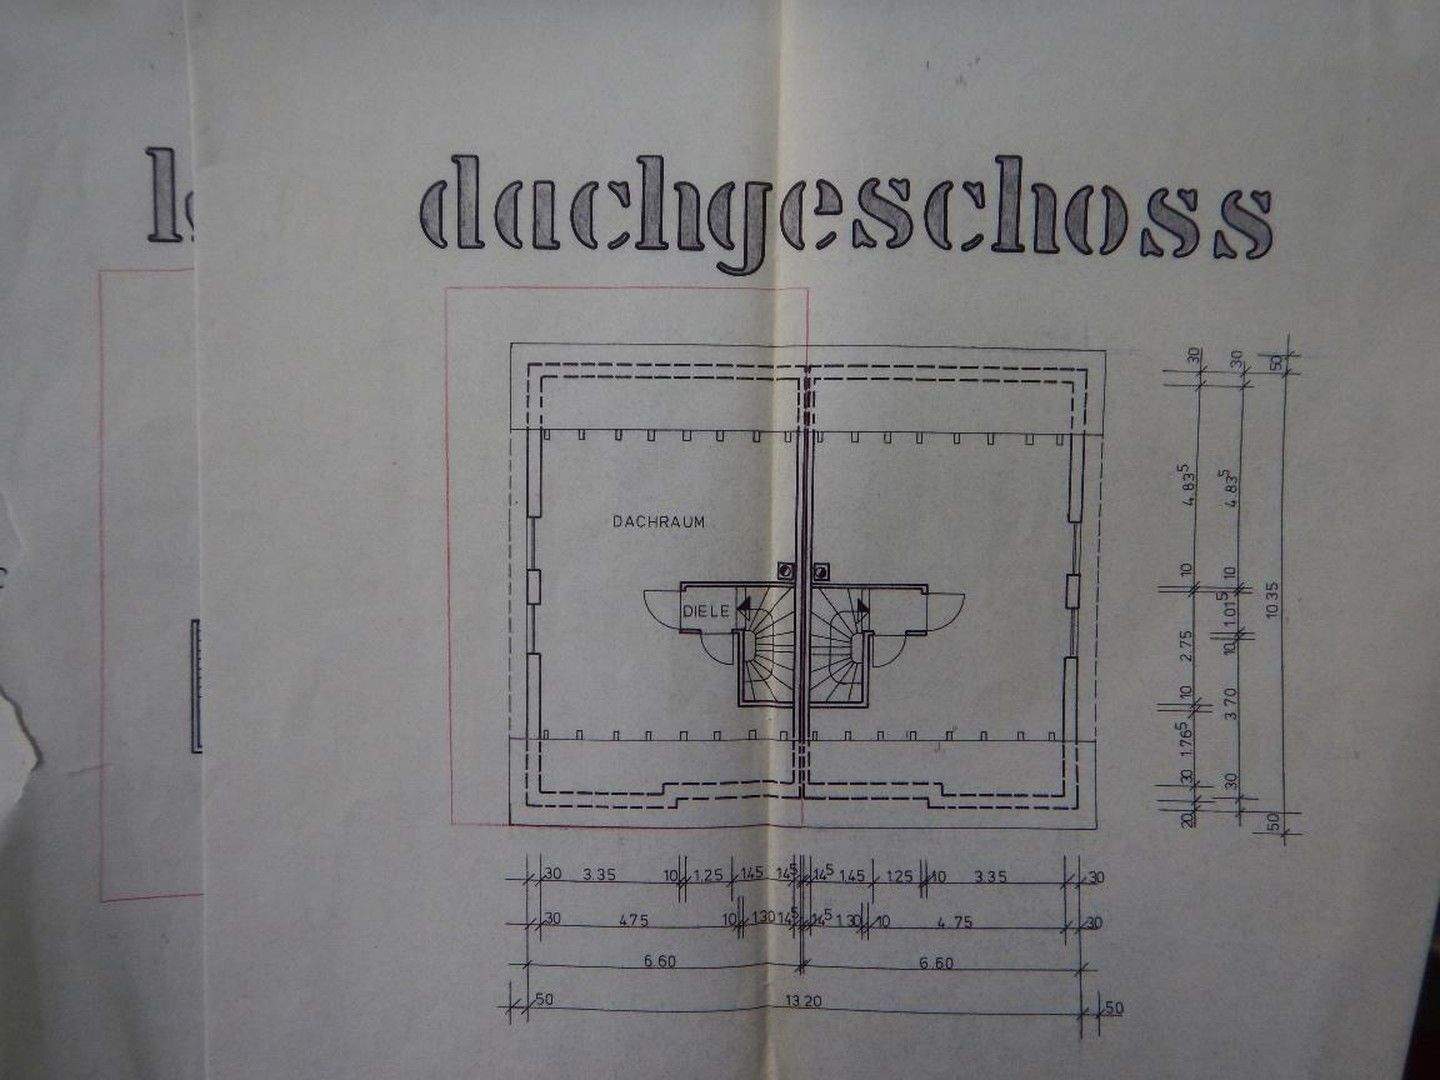 dachgeschoss
DACHRAUM
DIELE
30 4.83⁵ 10 2.75 10 1.76⁵ 30 20
30 4.83⁵ 10 1.01⁵ 10 3.70 30
50 10.35 50
30 3.35 10 1.25 1.45 14⁵ 14⁵ 1.45 1.25 10 3.35 30
30 4.75 10 1.30 14⁵ 14⁵ 1.30 10 4.75 30
6.60 6.60
50 13.20 50